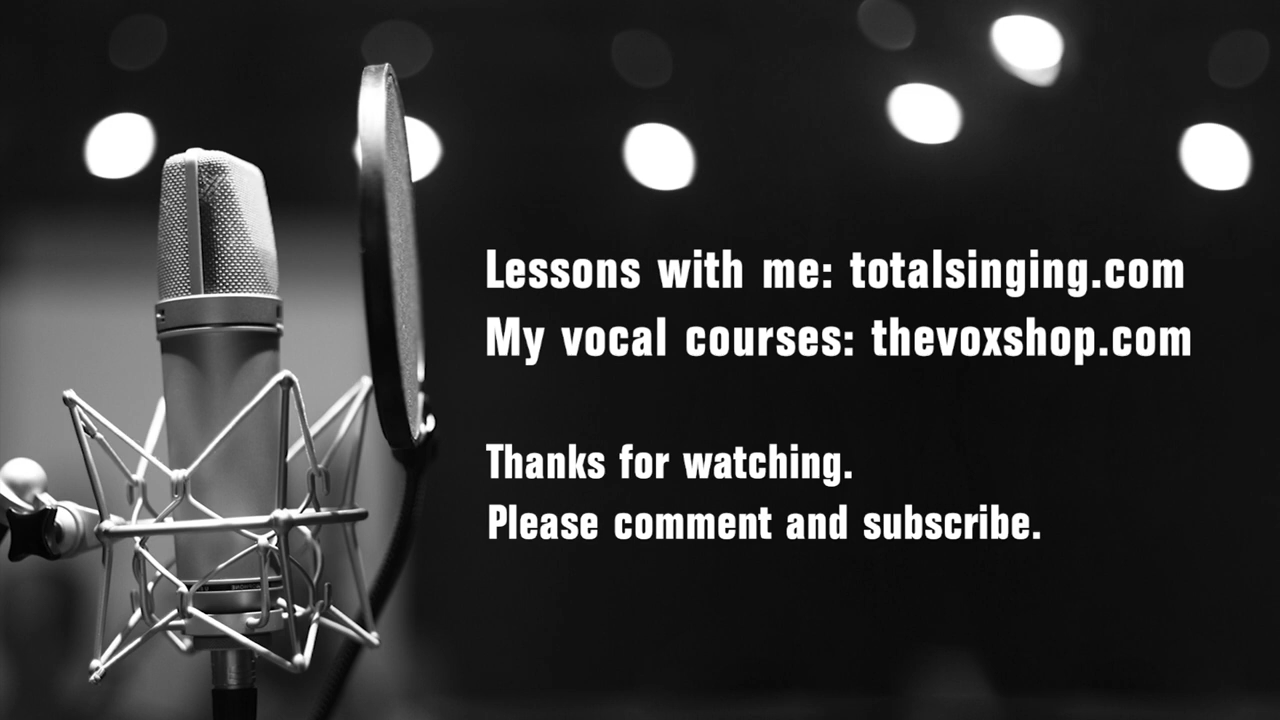 Lessons with me: totalsinging.com
My vocal courses: thevoxshop.com
Thanks for watching.
Please comment and subscribe.